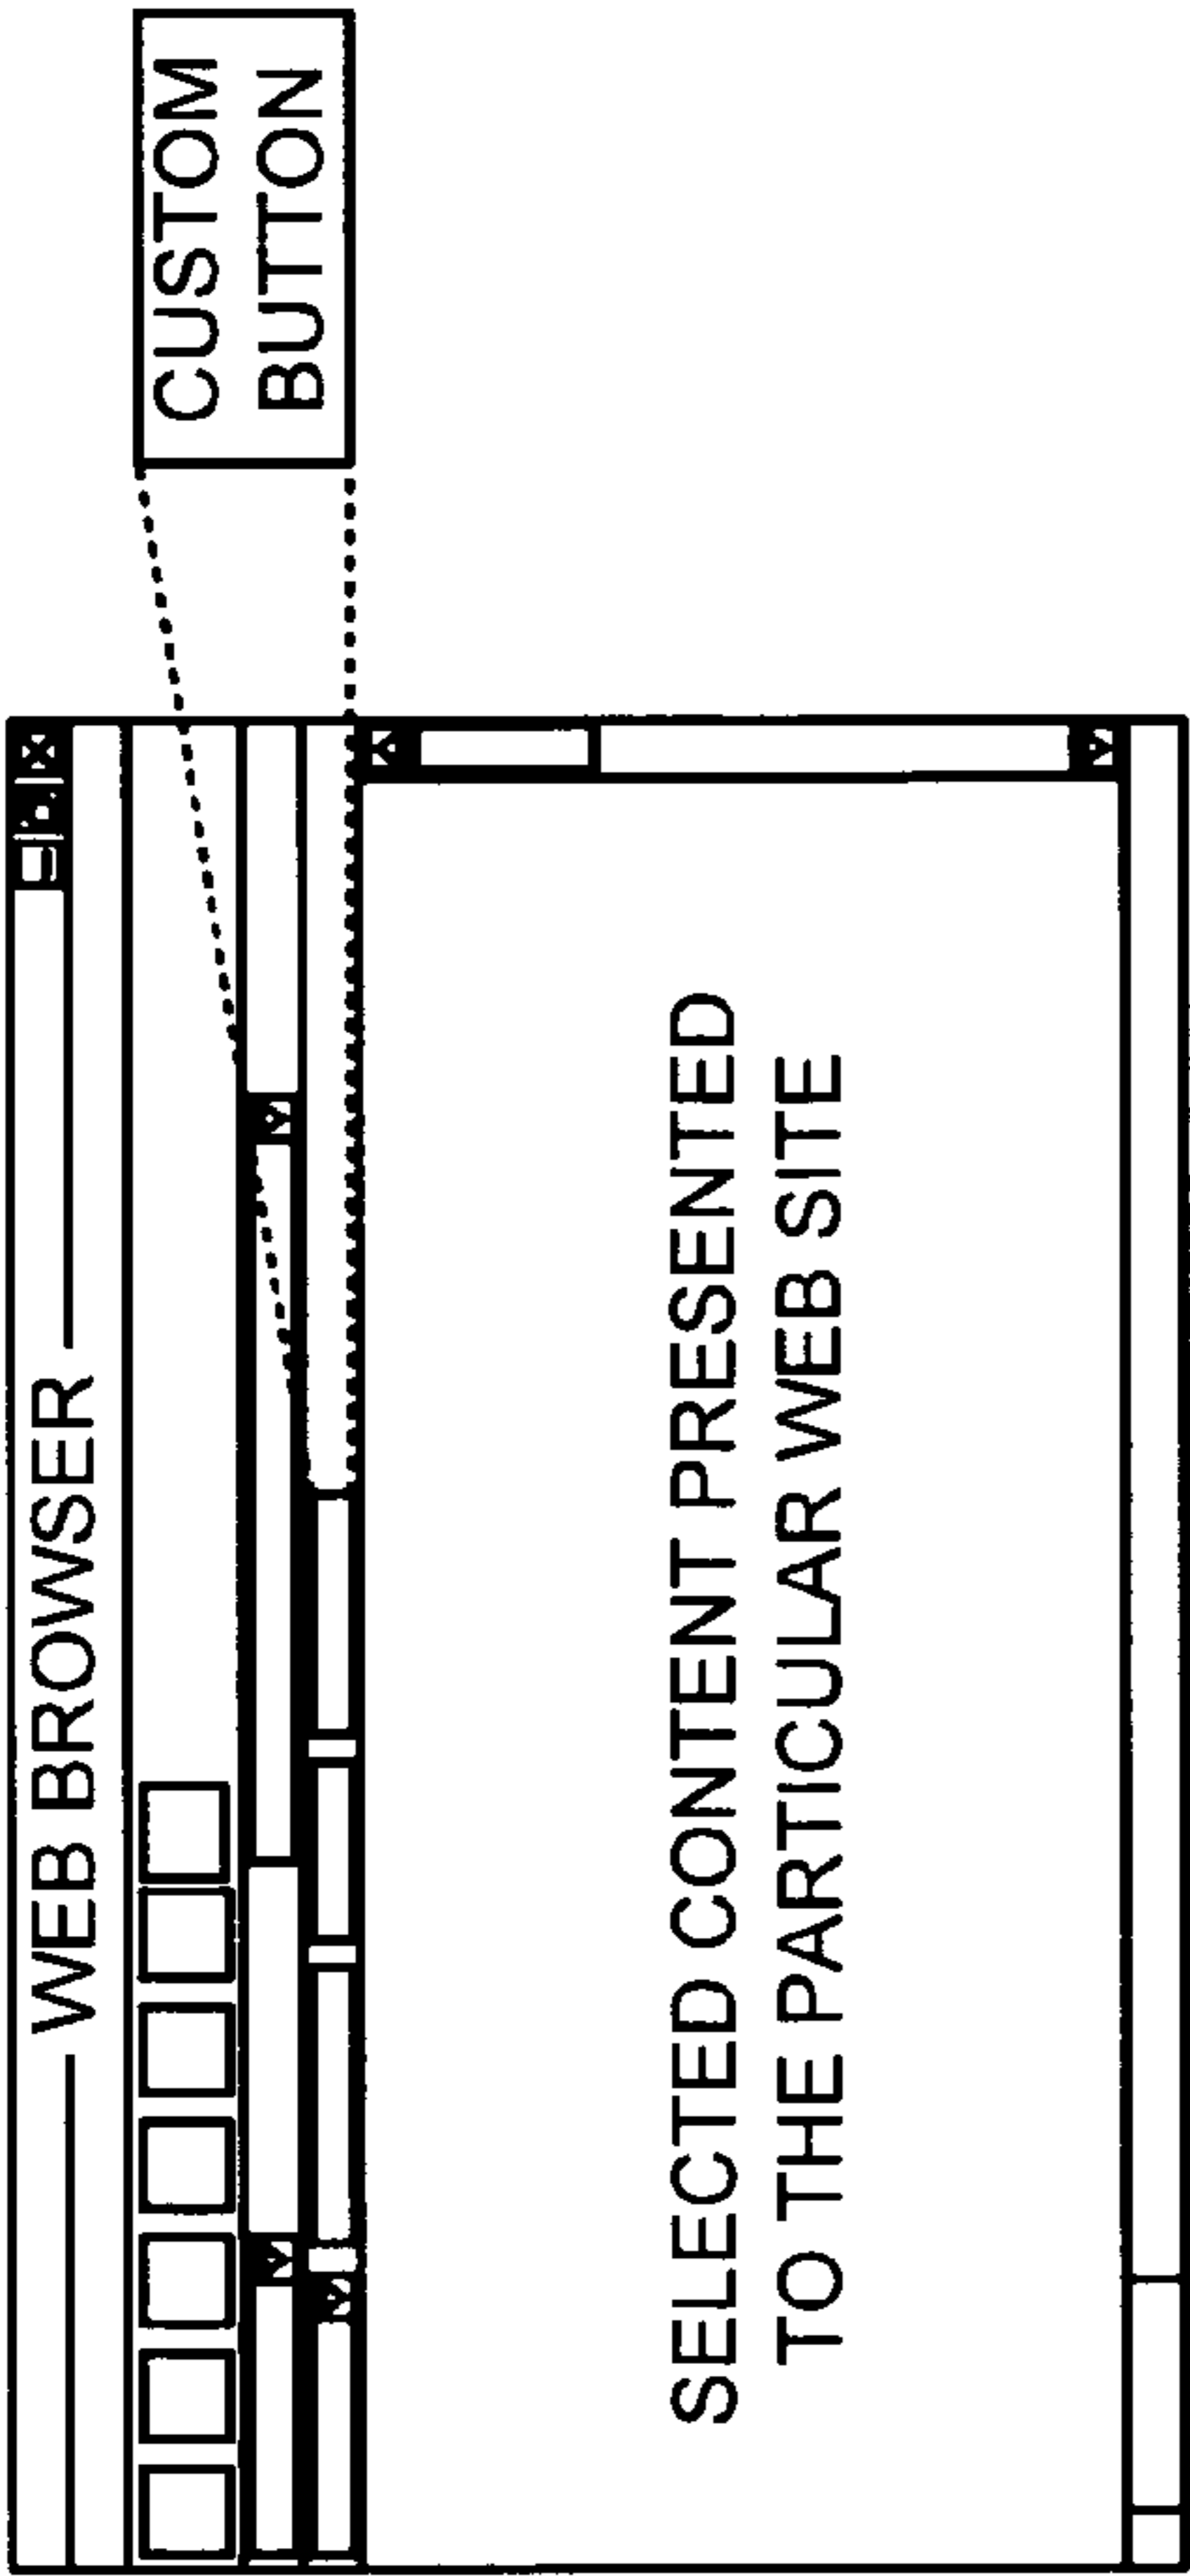 WEB BROWSER
CUSTOM
BUTTON
SELECTED CONTENT PRESENTED
TO THE PARTICULAR WEB SITE